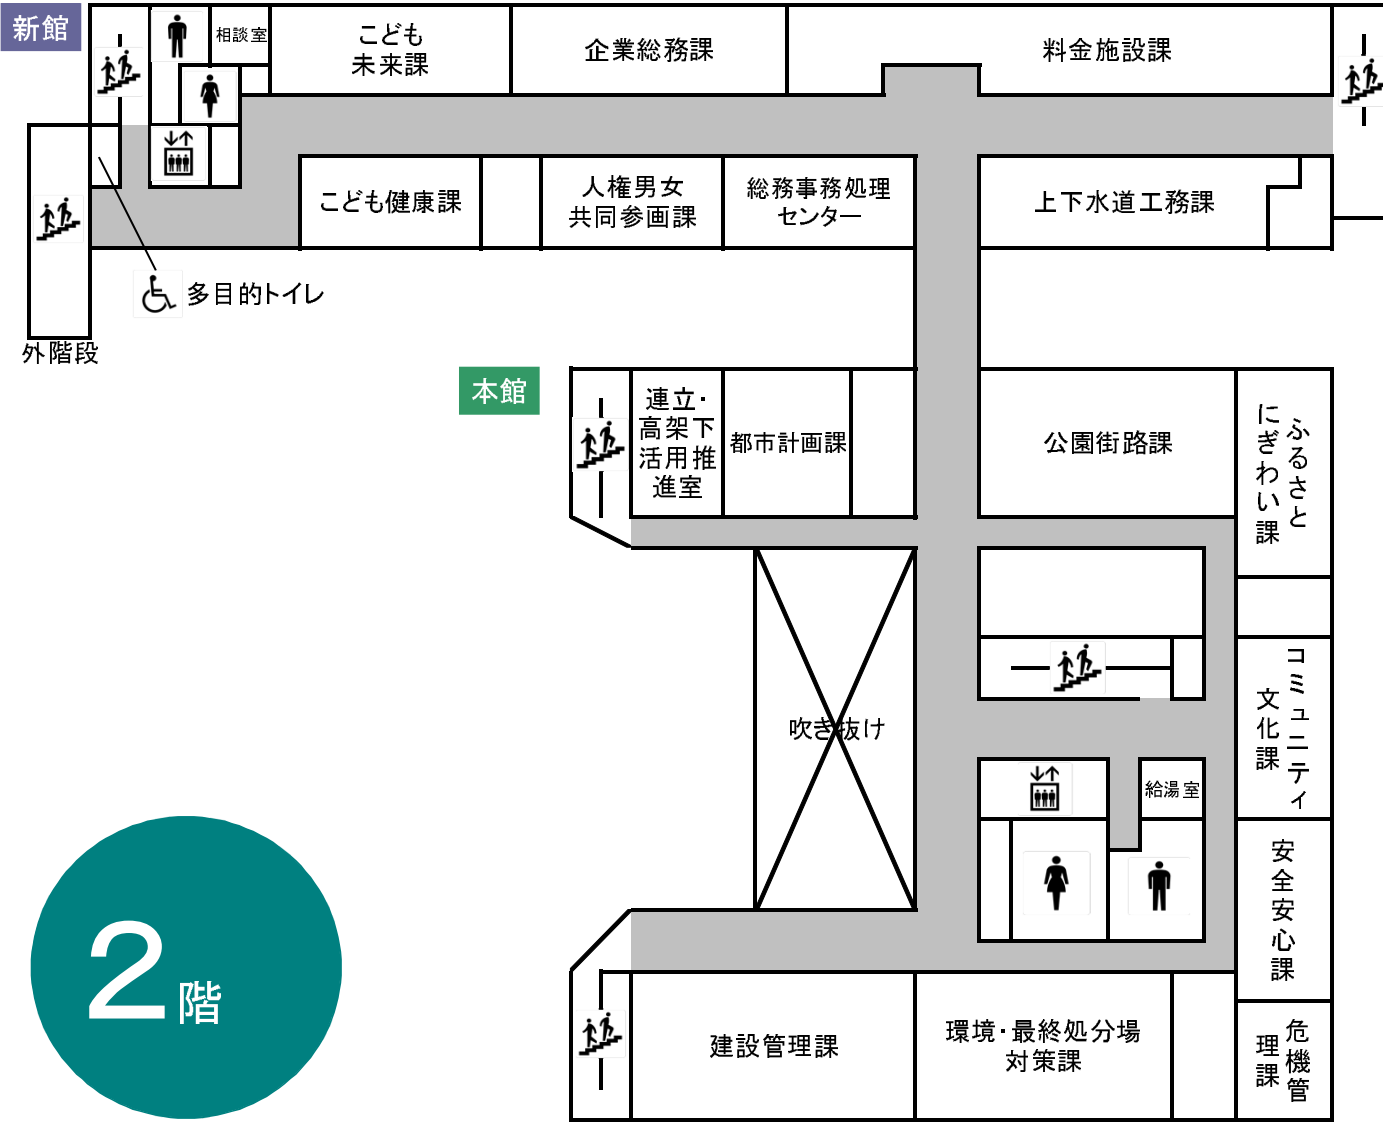 新館
相談室
こども
未来課
企業総務課
料金施設課
こども健康課
人権男女
共同参画課
総務事務処理
センター
上下水道工務課
多目的トイレ
外階段
本館
連立・
高架下
活用推
進室
都市計画課
公園街路課
ふるさと
にぎわい課
吹き抜け
コミュニティ
文化課
給湯室
安全安心課
2階
建設管理課
環境・最終処分場
対策課
危機管
理課